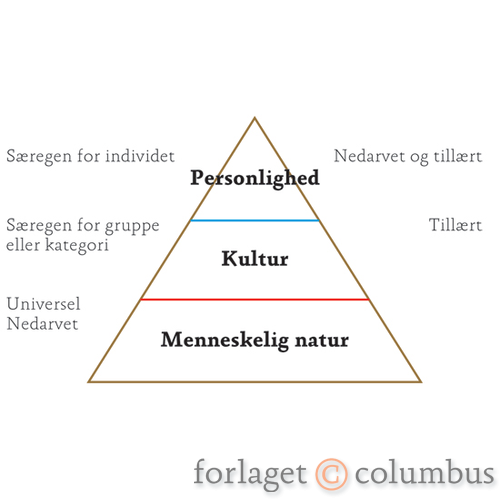 Særegen for individet
Nedarvet og tillært
Personlighed
Særegen for gruppe
eller kategori
Tillært
Kultur
Universel
Nedarvet
Menneskelig natur
forlaget © columbus